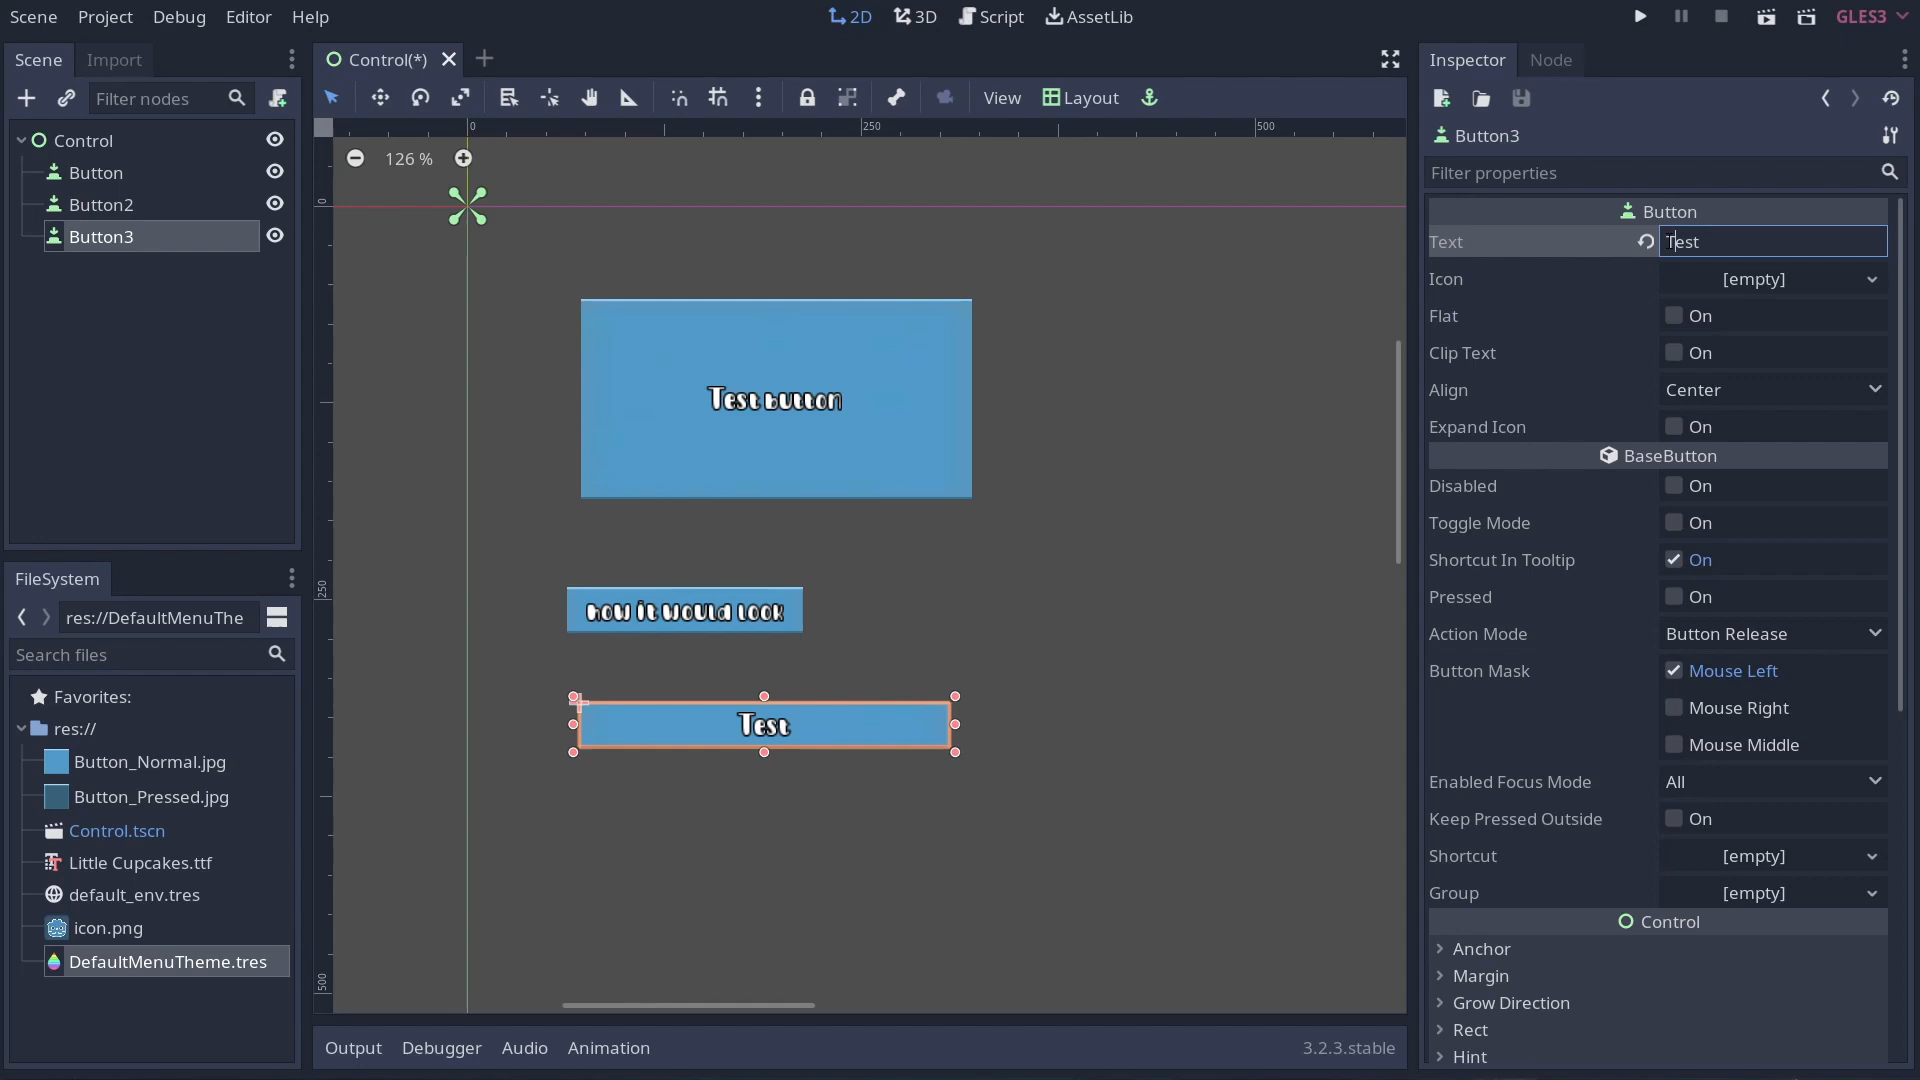 Scene Project Debug Editor Help
2D 3D Script AssetLib
GLES3
Scene Import
Filter nodes
Control
Button
Button2
Button3
FileSystem
res://DefaultMenuThe
Search files
Favorites:
res://
Button_Normal.jpg
Button_Pressed.jpg
Control.tscn
Little Cupcakes.ttf
default_env.tres
icon.png
DefaultMenuTheme.tres
Control(*)
View Layout
0 250 500
126 %
0
250
500
Test button
how it would look
Test
Output Debugger Audio Animation 3.2.3.stable
Inspector Node
Button3
Filter properties
Button
Text Test
Icon [empty]
Flat On
Clip Text On
Align Center
Expand Icon On
BaseButton
Disabled On
Toggle Mode On
Shortcut In Tooltip On
Pressed On
Action Mode Button Release
Button Mask Mouse Left
Mouse Right
Mouse Middle
Enabled Focus Mode All
Keep Pressed Outside On
Shortcut [empty]
Group [empty]
Control
Anchor
Margin
Grow Direction
Rect
Hint